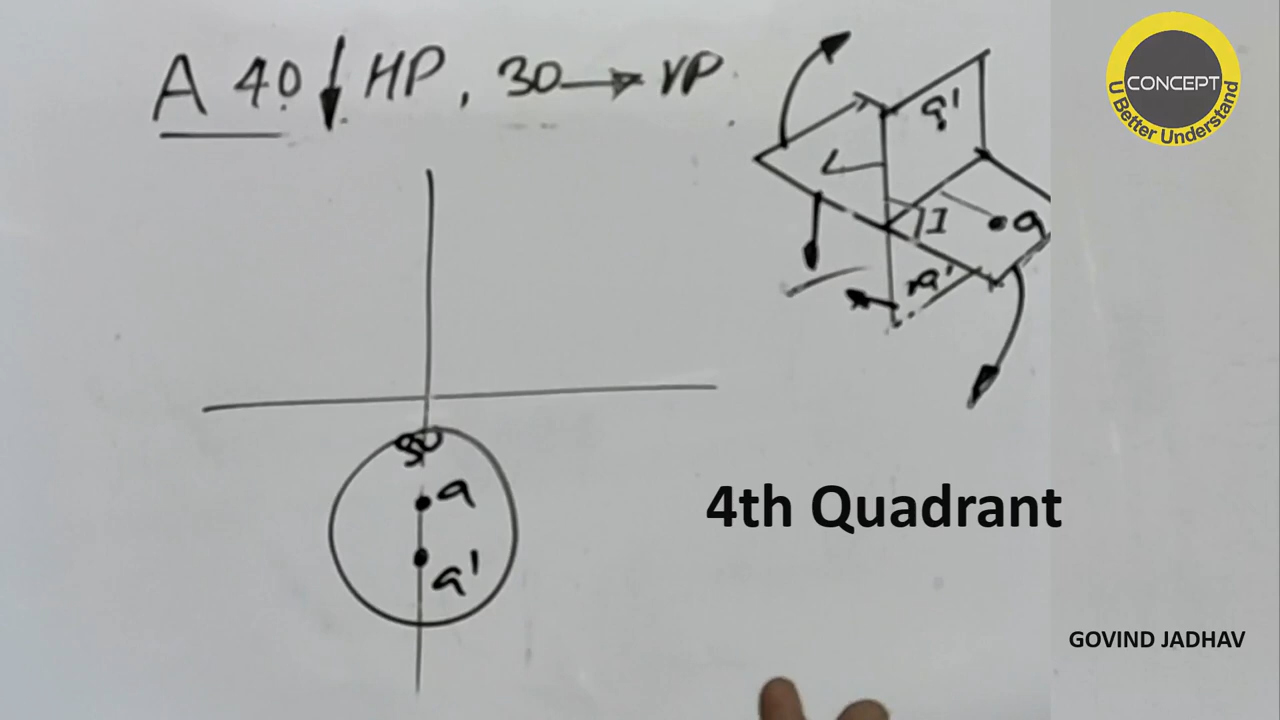 A 40 ↓ HP, 30 → VP
CONCEPT
U Better Understand
a'
I
a
a'
30
a
a'
4th Quadrant
GOVIND JADHAV